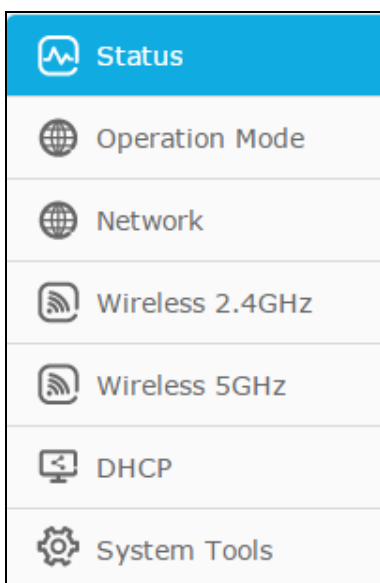 Status
Operation Mode
Network
Wireless 2.4GHz
Wireless 5GHz
DHCP
System Tools